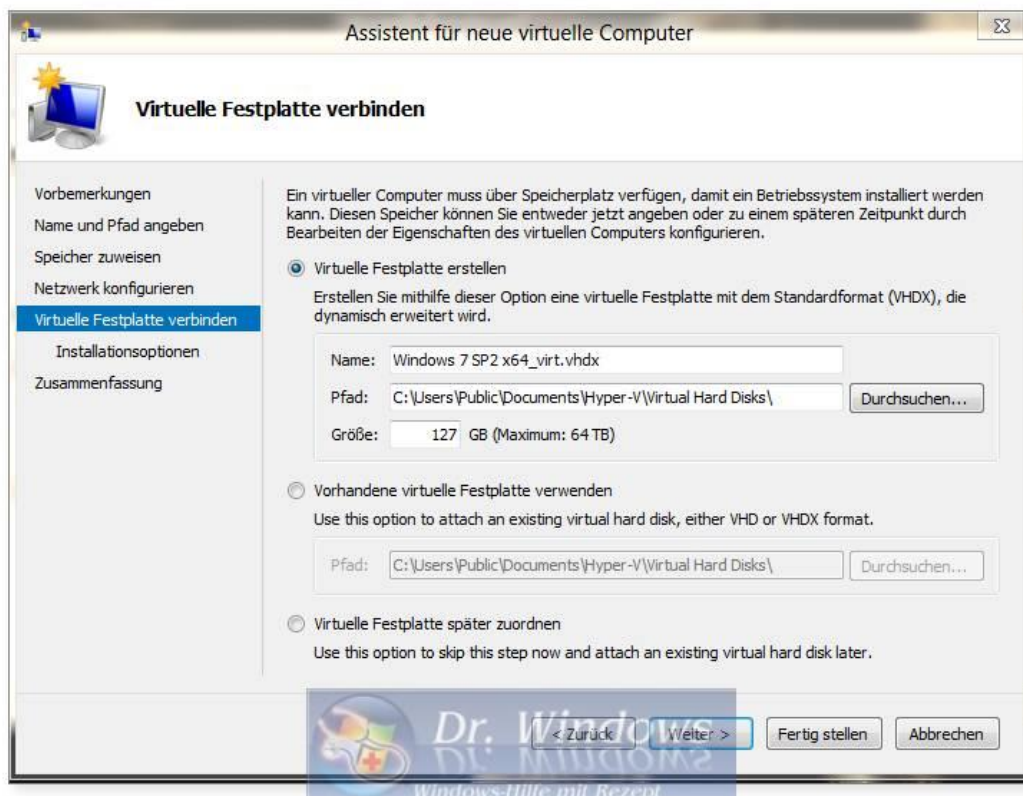 Assistent für neue virtuelle Computer
Virtuelle Festplatte verbinden
Vorbemerkungen
Name und Pfad angeben
Speicher zuweisen
Netzwerk konfigurieren
Virtuelle Festplatte verbinden
Installationsoptionen
Zusammenfassung
Ein virtueller Computer muss über Speicherplatz verfügen, damit ein Betriebssystem installiert werden
kann. Diesen Speicher können Sie entweder jetzt angeben oder zu einem späteren Zeitpunkt durch
Bearbeiten der Eigenschaften des virtuellen Computers konfigurieren.
Virtuelle Festplatte erstellen
Erstellen Sie mithilfe dieser Option eine virtuelle Festplatte mit dem Standardformat (VHDX), die
dynamisch erweitert wird.
Name: Windows 7 SP2 x64_virt.vhdx
Pfad: C:\Users\Public\Documents\Hyper-V\Virtual Hard Disks\ Durchsuchen...
Größe: 127 GB (Maximum: 64 TB)
Vorhandene virtuelle Festplatte verwenden
Use this option to attach an existing virtual hard disk, either VHD or VHDX format.
Pfad: C:\Users\Public\Documents\Hyper-V\Virtual Hard Disks\ Durchsuchen...
Virtuelle Festplatte später zuordnen
Use this option to skip this step now and attach an existing virtual hard disk later.
< Zurück Weiter > Fertig stellen Abbrechen
Dr. Windows
Windows-Hilfe mit Rezept